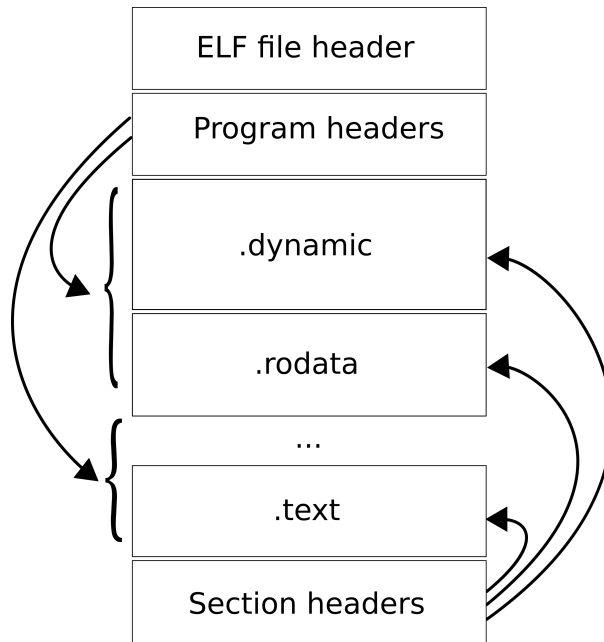 ELF file header
Program headers
.dynamic
.rodata
...
.text
Section headers